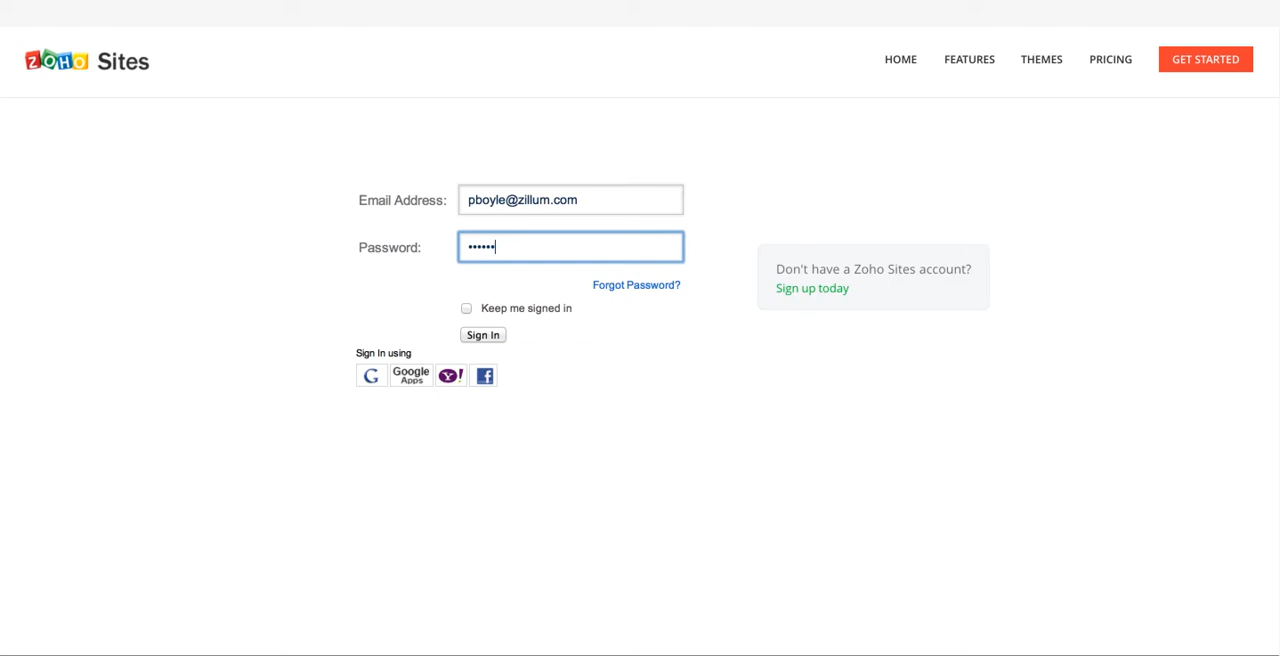 ZOHO Sites
HOME FEATURES THEMES PRICING GET STARTED
Email Address: pboyle@zillum.com
Password: ••••••
Forgot Password?
Keep me signed in
Sign In
Don't have a Zoho Sites account?
Sign up today
Sign In using
G Google Apps Y! f